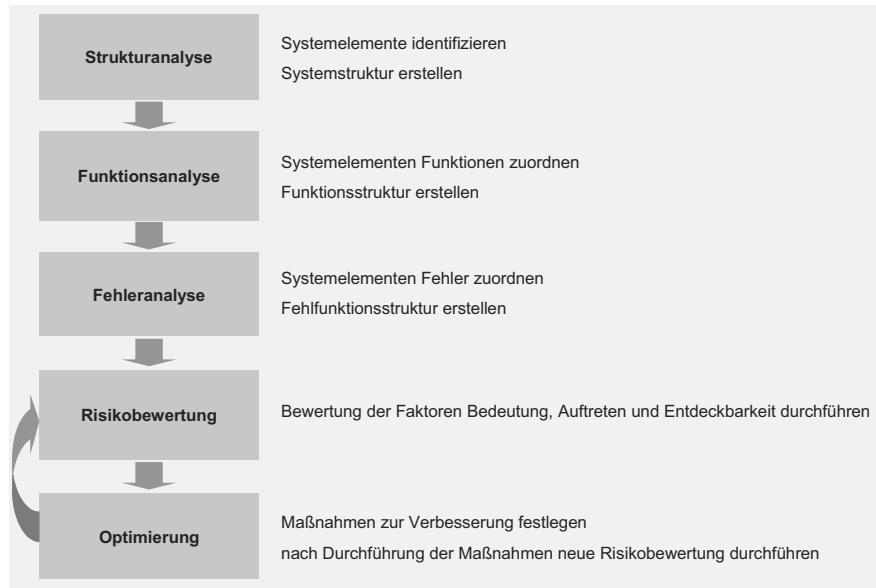 Strukturanalyse
Systemelemente identifizieren
Systemstruktur erstellen
Funktionsanalyse
Systemelementen Funktionen zuordnen
Funktionsstruktur erstellen
Fehleranalyse
Systemelementen Fehler zuordnen
Fehlfunktionsstruktur erstellen
Risikobewertung
Bewertung der Faktoren Bedeutung, Auftreten und Entdeckbarkeit durchführen
Optimierung
Maßnahmen zur Verbesserung festlegen
nach Durchführung der Maßnahmen neue Risikobewertung durchführen